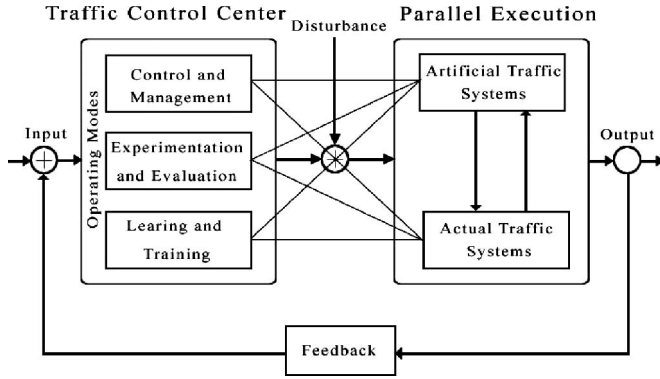 Traffic Control Center
Parallel Execution
Disturbance
Input
Operating Modes
Control and
Management
Experimentation
and Evaluation
Learing and
Training
Artificial Traffic
Systems
Actual Traffic
Systems
Output
Feedback